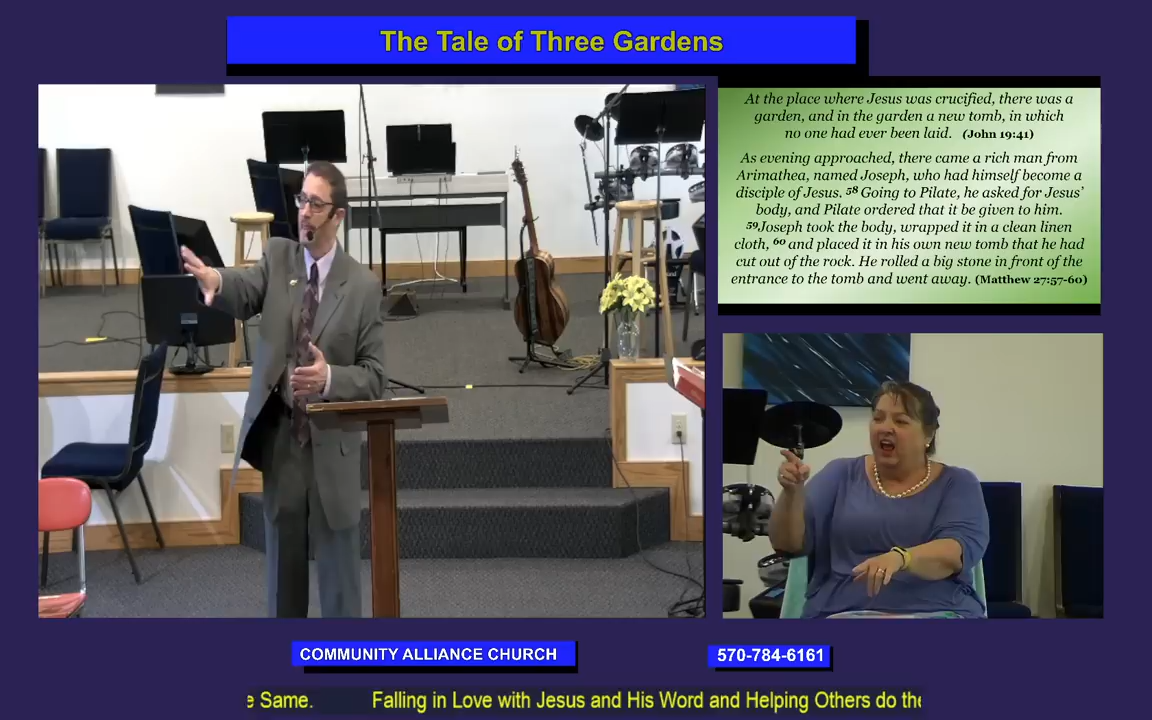 The Tale of Three Gardens
At the place where Jesus was crucified, there was a
garden, and in the garden a new tomb, in which
no one had ever been laid. (John 19:41)
As evening approached, there came a rich man from
Arimathea, named Joseph, who had himself become a
disciple of Jesus. 58 Going to Pilate, he asked for Jesus'
body, and Pilate ordered that it be given to him.
59Joseph took the body, wrapped it in a clean linen
cloth, 60 and placed it in his own new tomb that he had
cut out of the rock. He rolled a big stone in front of the
entrance to the tomb and went away. (Matthew 27:57-60)
COMMUNITY ALLIANCE CHURCH
570-784-6161
e Same. Falling in Love with Jesus and His Word and Helping Others do the